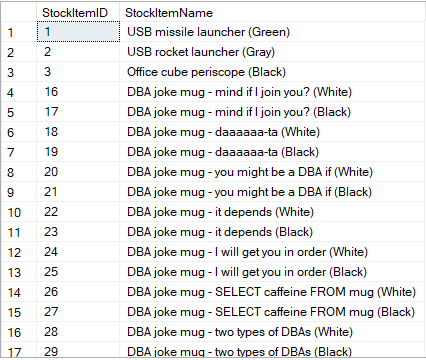 StockItemID StockItemName
1 1 USB missile launcher (Green)
2 2 USB rocket launcher (Gray)
3 3 Office cube periscope (Black)
4 16 DBA joke mug - mind if I join you? (White)
5 17 DBA joke mug - mind if I join you? (Black)
6 18 DBA joke mug - daaaaaa-ta (White)
7 19 DBA joke mug - daaaaaa-ta (Black)
8 20 DBA joke mug - you might be a DBA if (White)
9 21 DBA joke mug - you might be a DBA if (Black)
10 22 DBA joke mug - it depends (White)
11 23 DBA joke mug - it depends (Black)
12 24 DBA joke mug - I will get you in order (White)
13 25 DBA joke mug - I will get you in order (Black)
14 26 DBA joke mug - SELECT caffeine FROM mug (White)
15 27 DBA joke mug - SELECT caffeine FROM mug (Black)
16 28 DBA joke mug - two types of DBAs (White)
17 29 DBA joke mug - two types of DBAs (Black)